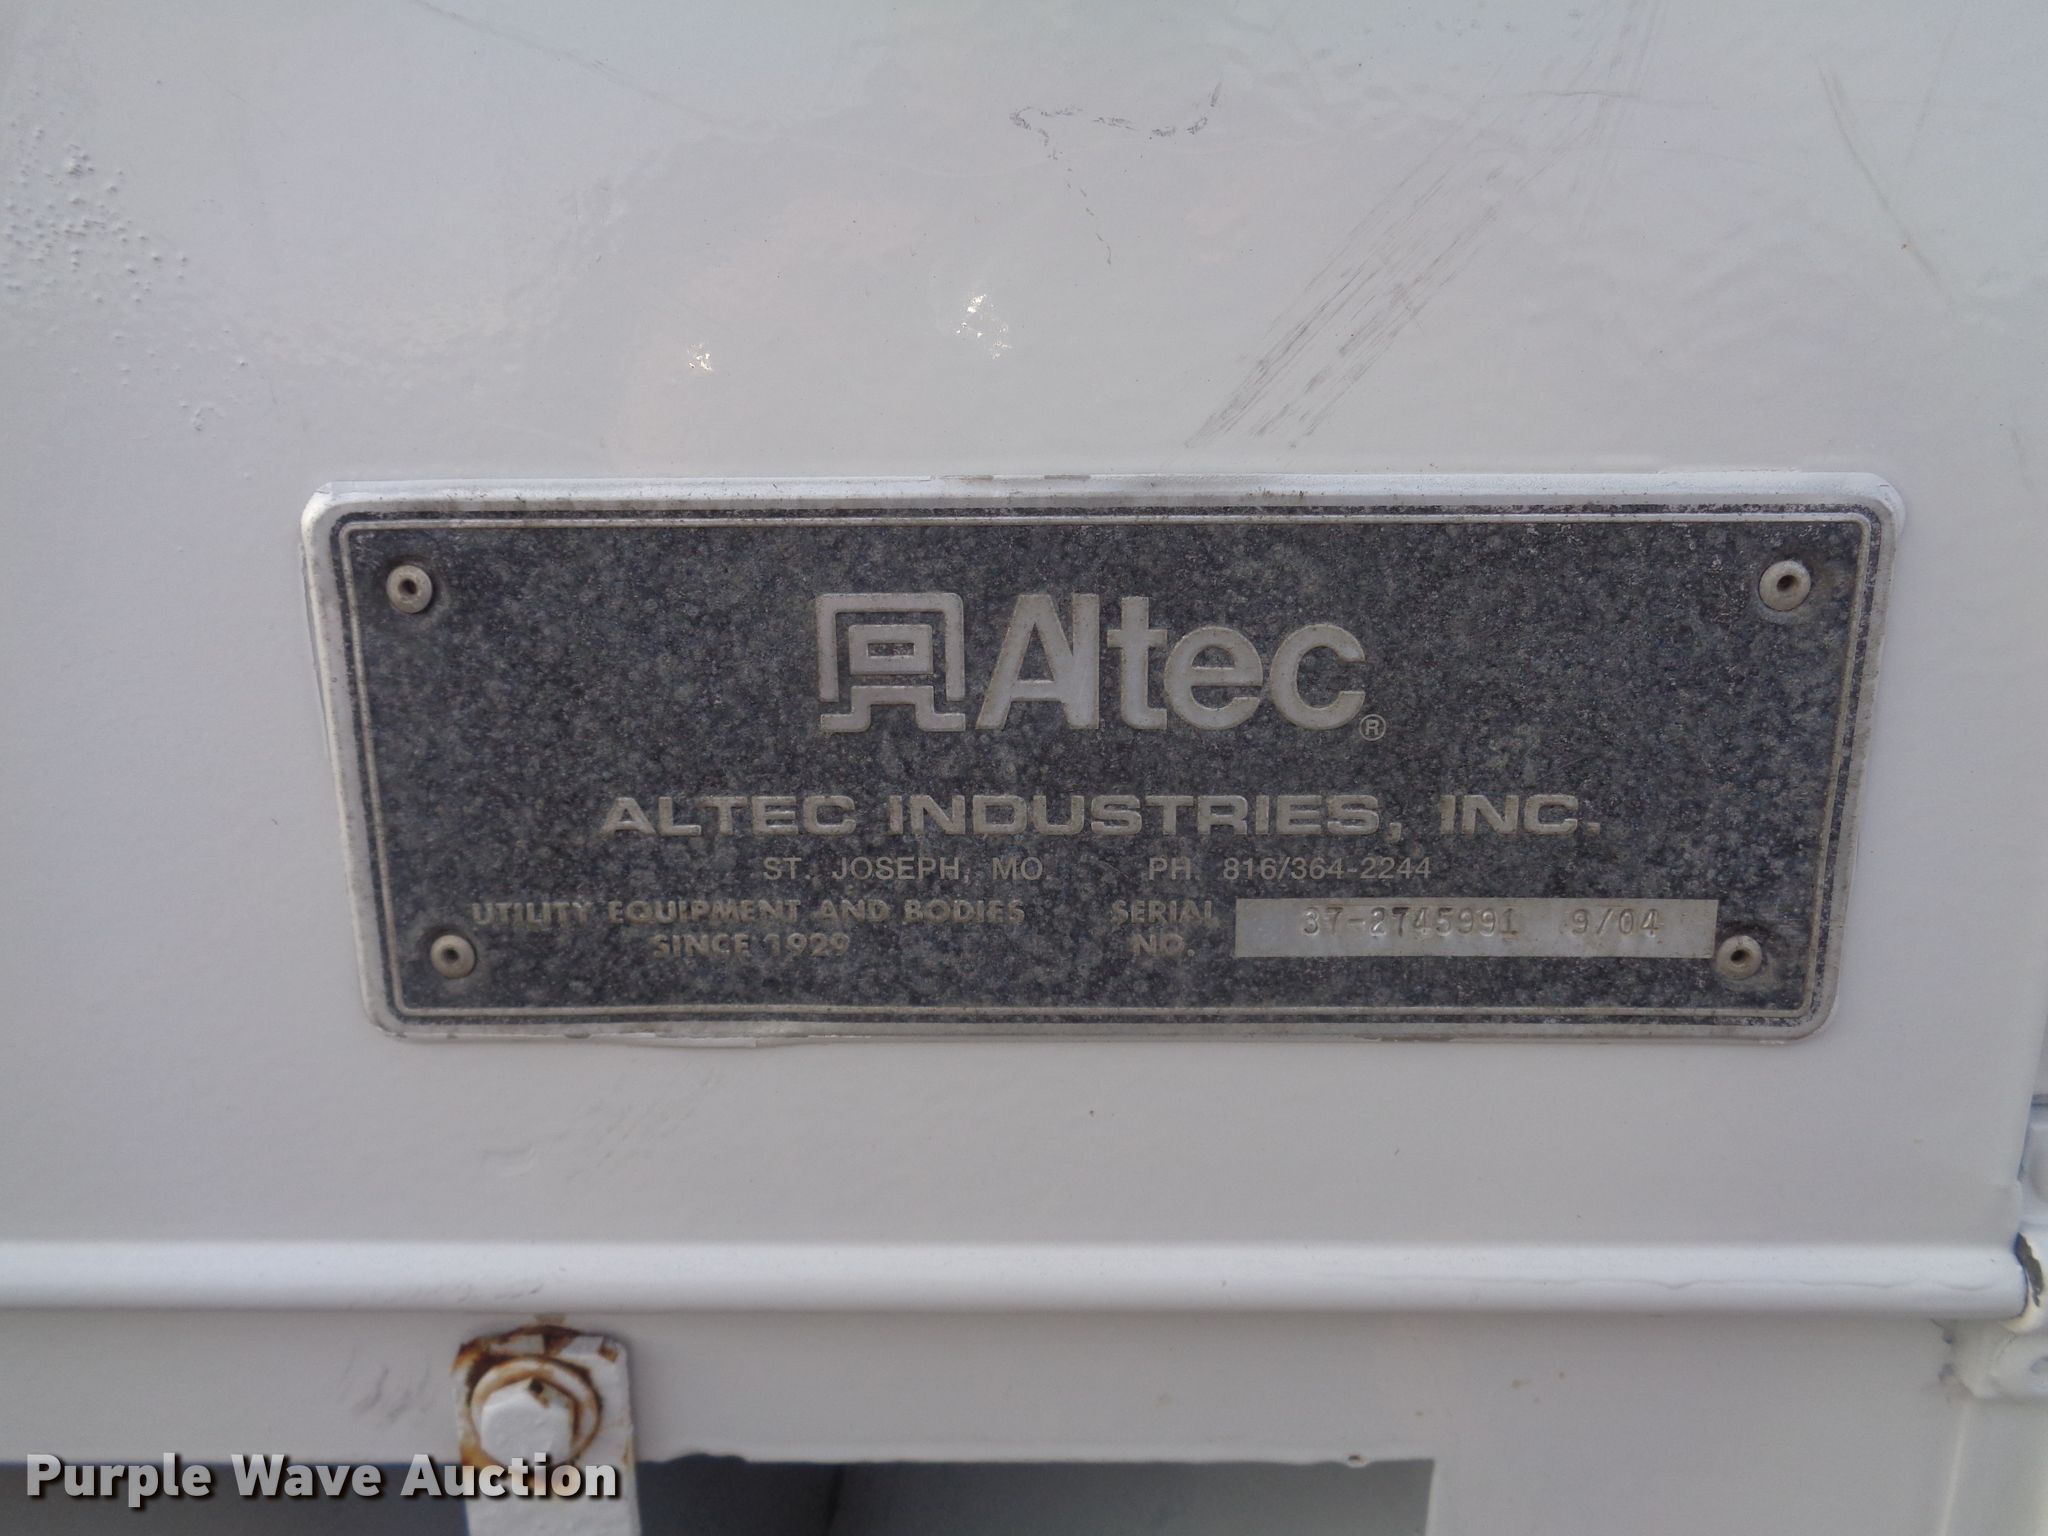 Altec®
ALTEC INDUSTRIES, INC.
ST. JOSEPH, MO. PH. 816/364-2244
UTILITY EQUIPMENT AND BODIES
SINCE 1929
SERIAL
NO.
37-2745991 9/04
Purple Wave Auction